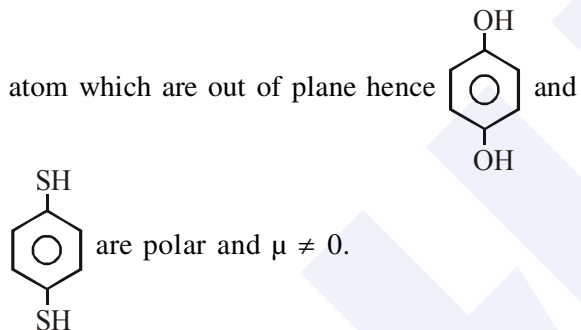 OH
atom which are out of plane hence and
OH
SH
are polar and μ ≠ 0.
SH